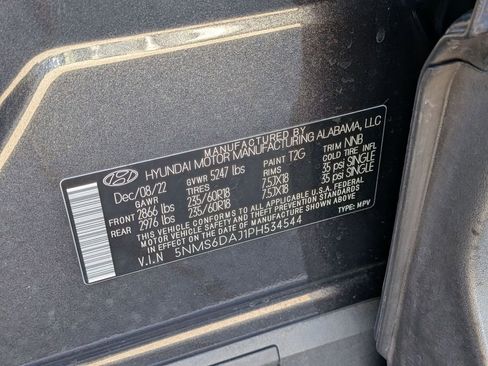 MANUFACTURED BY
HYUNDAI MOTOR MANUFACTURING ALABAMA, LLC
Dec/08/22 GVWR 5247 lbs PAINT T2G TRIM NNB
GAWR TIRES RIMS COLD TIRE INFL
FRONT 2866 lbs 235/60R18 7.5JX18 35 psi SINGLE
REAR 2976 lbs 235/60R18 7.5JX18 35 psi SINGLE
THIS VEHICLE CONFORMS TO ALL APPLICABLE U.S.A. FEDERAL
MOTOR VEHICLE SAFETY AND THEFT PREVENTION STANDARDS IN
EFFECT ON THE DATE OF MANUFACTURE SHOWN ABOVE.
V.I.N 5NMS6DAJ1PH534544 TYPE: MPV